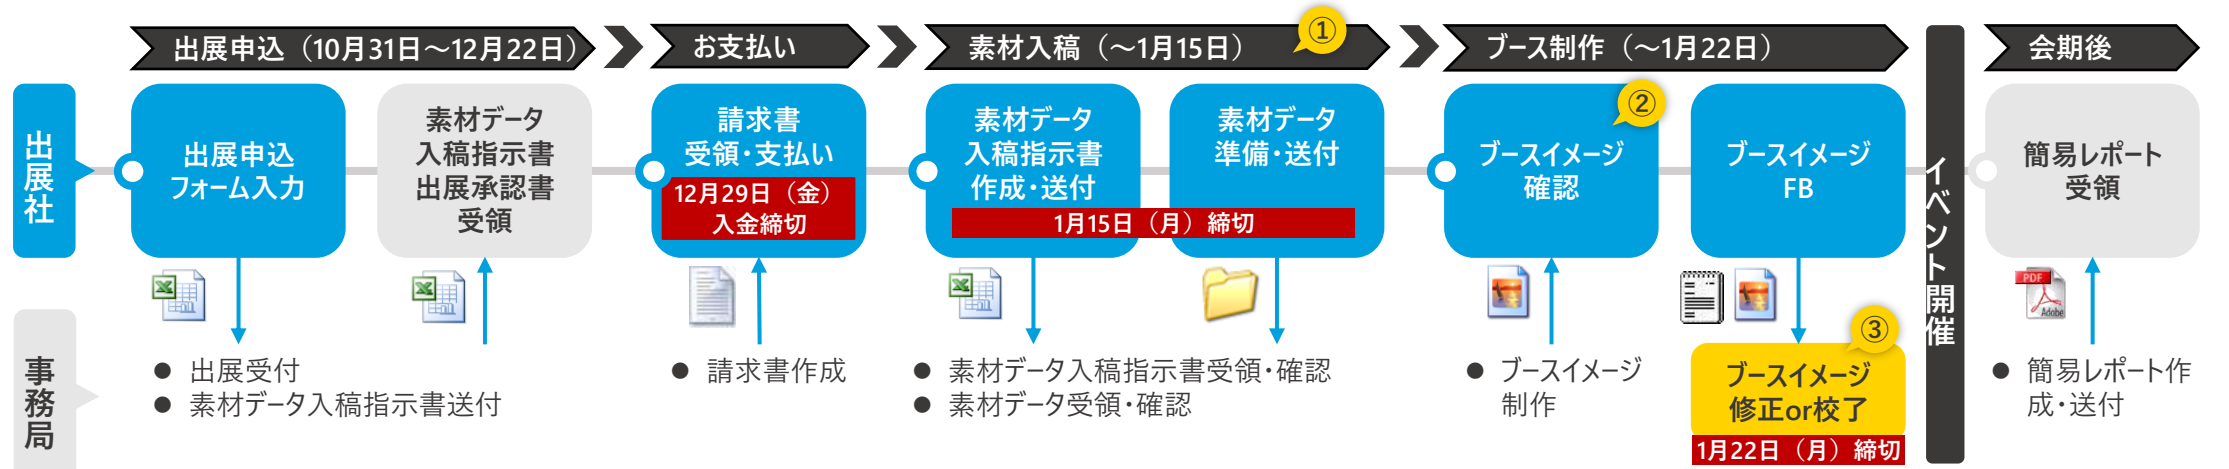 出展申込（10月31日～12月22日）
お支払い
素材入稿（～1月15日）
①
ブース制作（～1月22日）
会期後
出展社
出展申込
フォーム入力
素材データ
入稿指示書
出展承認書
受領
請求書
受領・支払い
12月29日（金）
入金締切
素材データ
入稿指示書
作成・送付
素材データ
準備・送付
1月15日（月）締切
②
ブースイメージ
確認
ブースイメージ
FB
イベント開催
簡易レポート
受領
PDF
Adobe
事務局
● 出展受付
● 素材データ入稿指示書送付
● 請求書作成
● 素材データ入稿指示書受領・確認
● 素材データ受領・確認
● ブースイメージ
制作
③
ブースイメージ
修正or校了
1月22日（月）締切
● 簡易レポート作
成・送付